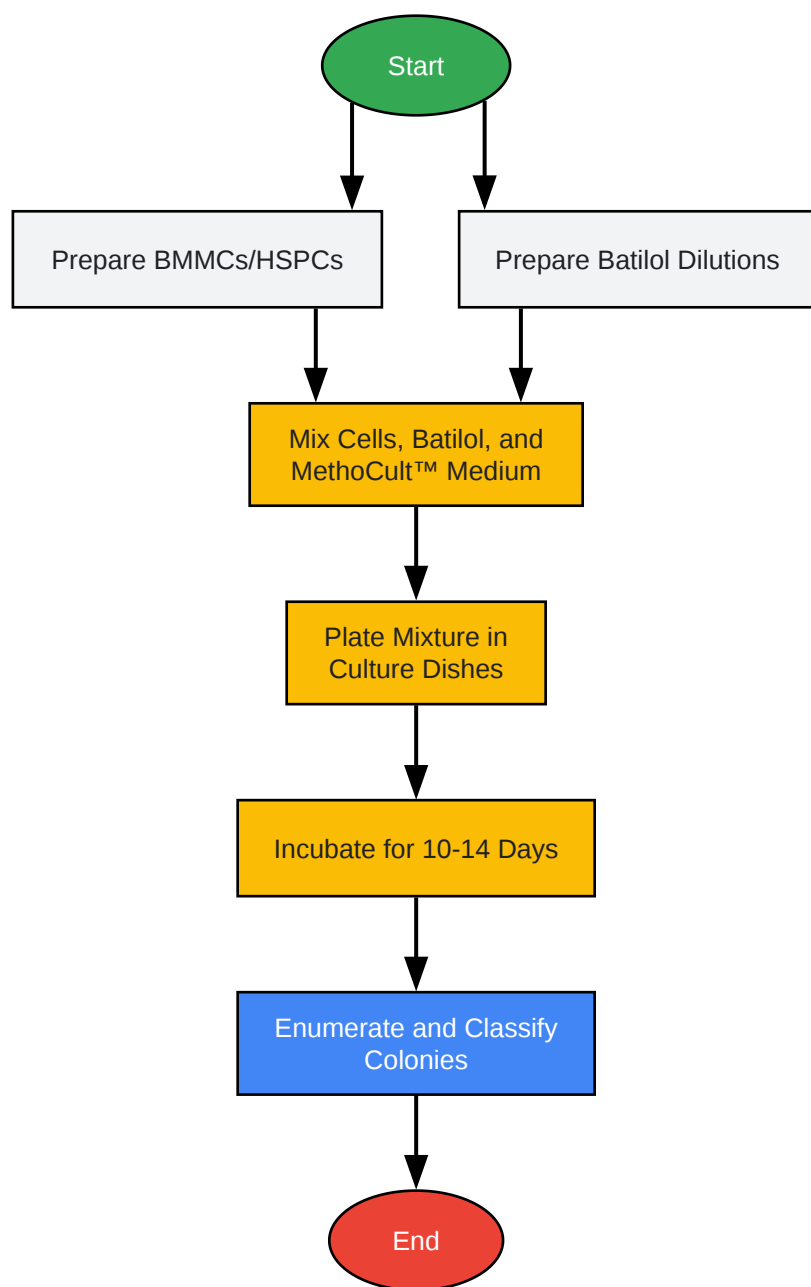 Start
Prepare BMMCs/HSPCs
Prepare Batilol Dilutions
Mix Cells, Batilol, and
MethoCult™ Medium
Plate Mixture in
Culture Dishes
Incubate for 10-14 Days
Enumerate and Classify
Colonies
End